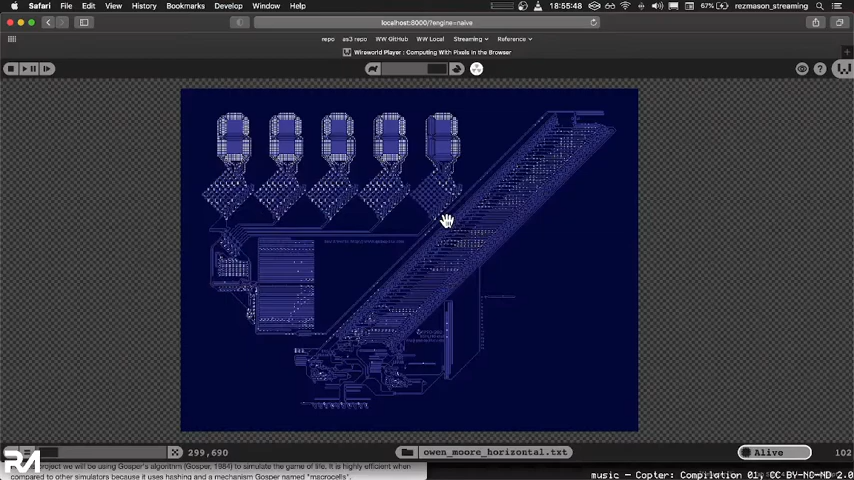 Safari File Edit View History Bookmarks Develop Window Help
18:55:48 67% rezmason_streaming
localhost:8000/?engine=naive
repo as3 repo WW GitHub WW Local Streaming Reference
Wireworld Player : Computing With Pixels In the Browser
299,690 owen_moore_horizontal.txt Alive 102
project we will be using Gosper's algorithm (Gosper, 1984) to simulate the game of life. It is highly efficient when
compared to other simulators because it uses hashing and a mechanism Gosper named "macrocells".
RM
music - Copter: Compilation 01: CC BY-NC-ND 2.0